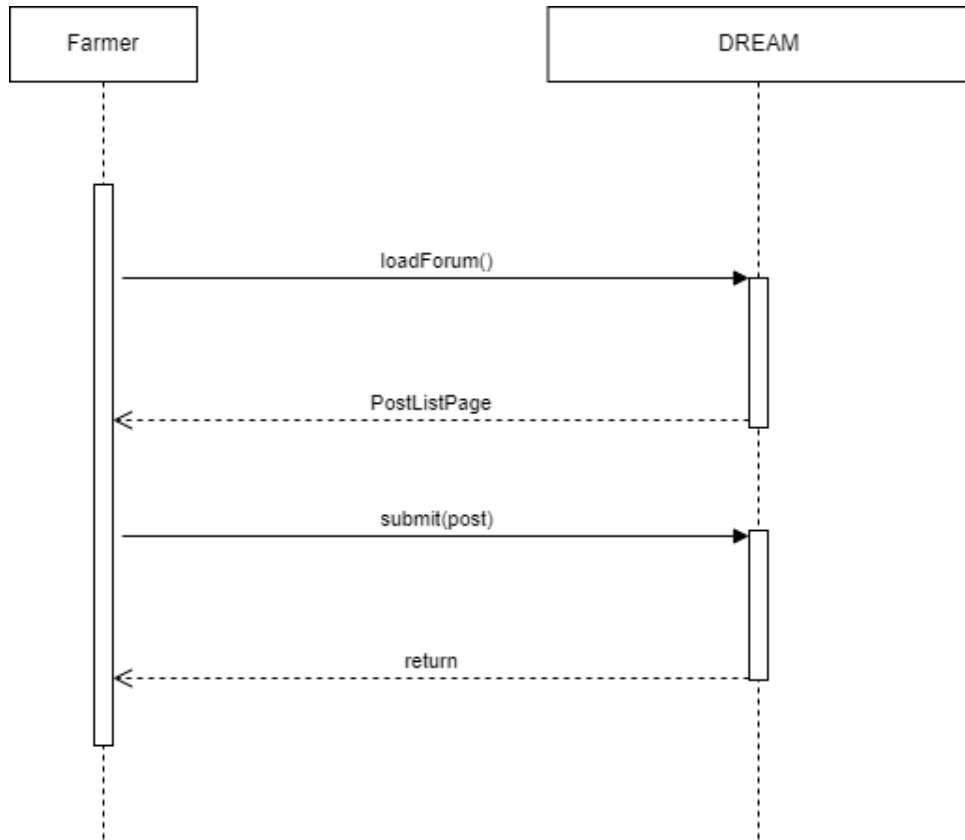 Farmer
DREAM
loadForum()
PostListPage
submit(post)
return